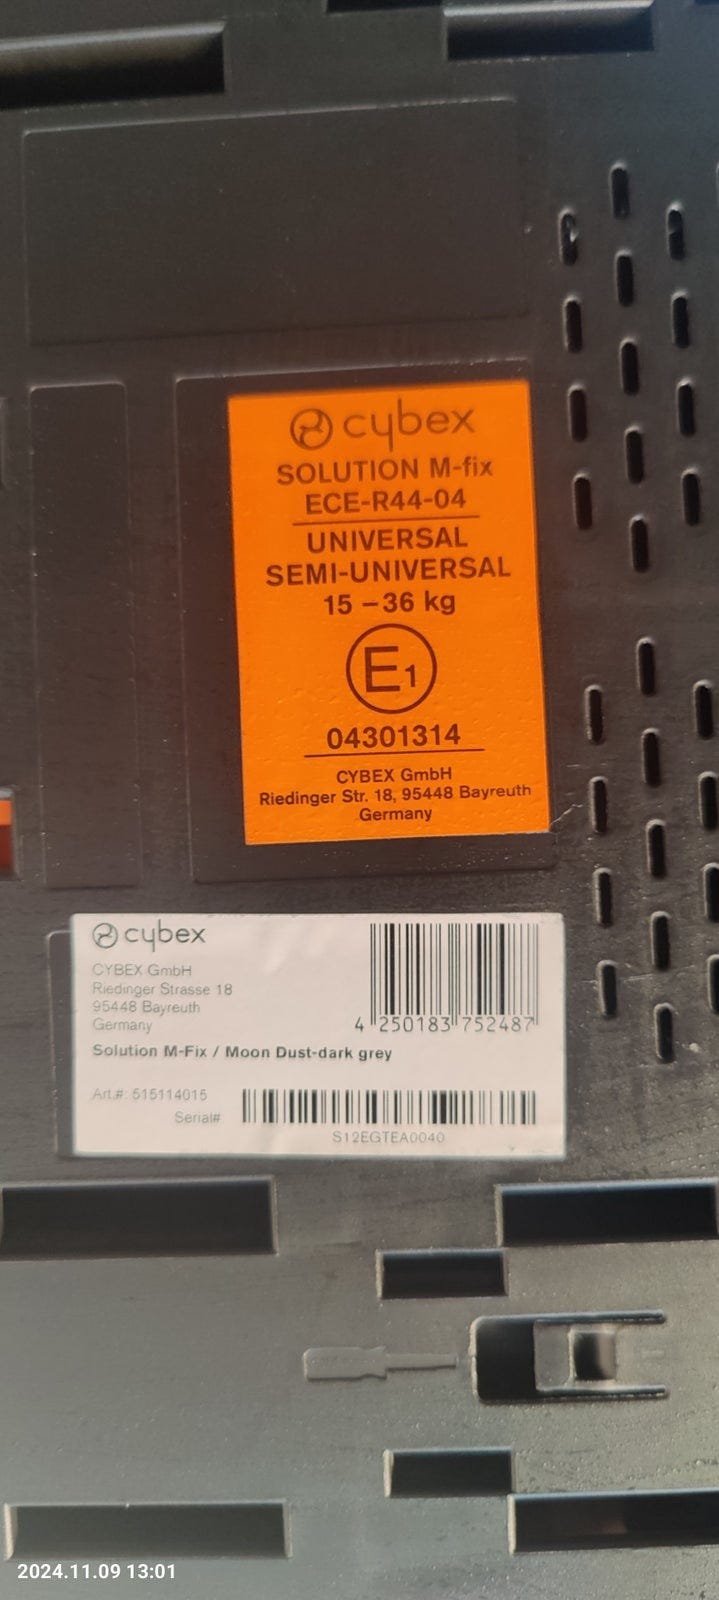 cybex
SOLUTION M-fix
ECE-R44-04
UNIVERSAL
SEMI-UNIVERSAL
15 – 36 kg
E1
04301314
CYBEX GmbH
Riedinger Str. 18, 95448 Bayreuth
Germany
cybex
CYBEX GmbH
Riedinger Strasse 18
95448 Bayreuth
Germany
4 250183 752487
Solution M-Fix / Moon Dust-dark grey
Art.#: 515114015
Serial#
S12EGTEA0040
2024.11.09 13:01